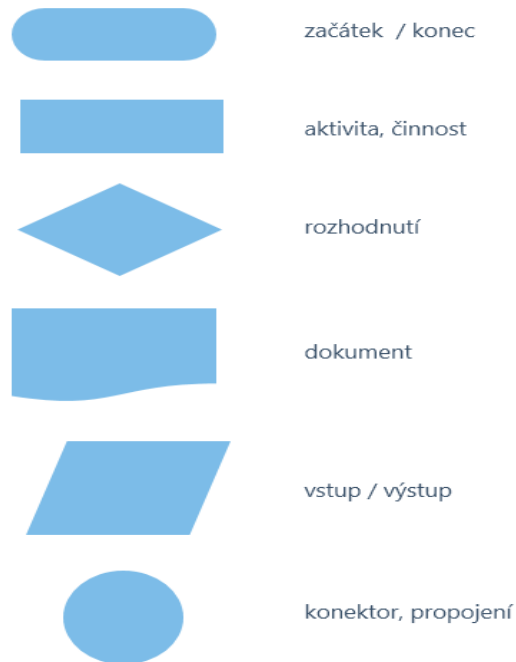 začátek / konec
aktivita, činnost
rozhodnutí
dokument
vstup / výstup
konektor, propojení